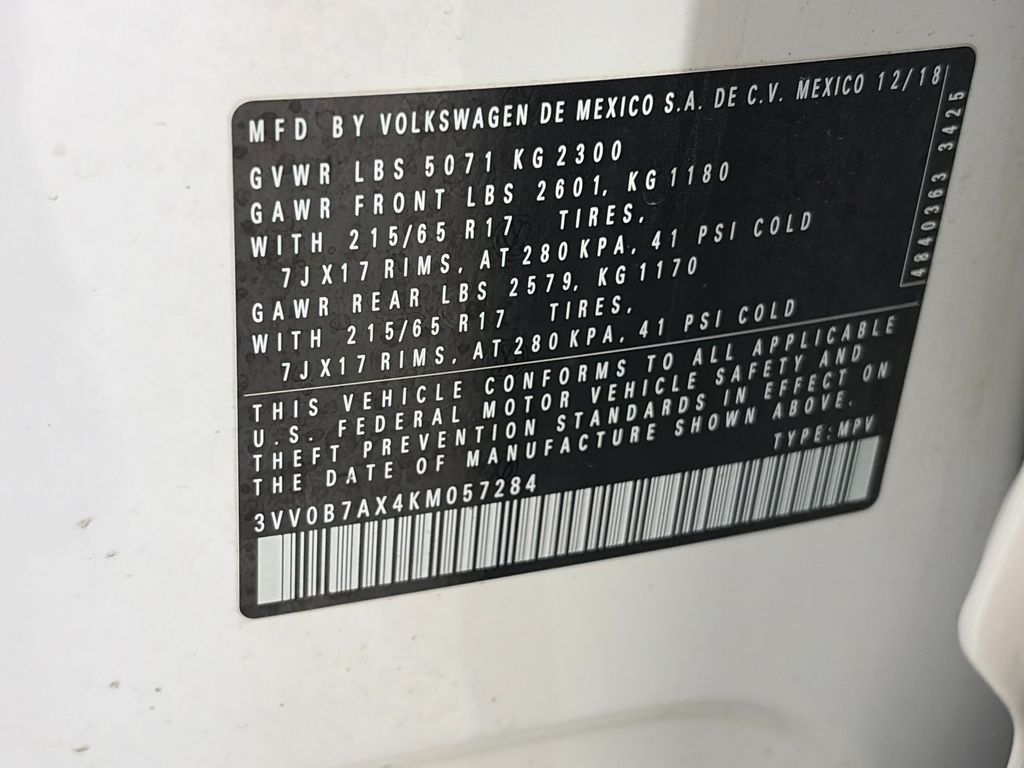 MFD BY VOLKSWAGEN DE MEXICO S.A. DE C.V. MEXICO 12/18
GVWR LBS 5071 KG 2300
GAWR FRONT LBS 2601, KG 1180
WITH 215/65 R17 TIRES,
7JX17 RIMS, AT 280 KPA, 41 PSI COLD
GAWR REAR LBS 2579, KG 1170
WITH 215/65 R17 TIRES,
7JX17 RIMS, AT 280 KPA, 41 PSI COLD
4840363 3425
THIS VEHICLE CONFORMS TO ALL APPLICABLE
U.S. FEDERAL MOTOR VEHICLE SAFETY AND
THEFT PREVENTION STANDARDS IN EFFECT ON
THE DATE OF MANUFACTURE SHOWN ABOVE.
TYPE: MPV
3VV0B7AX4KM057284